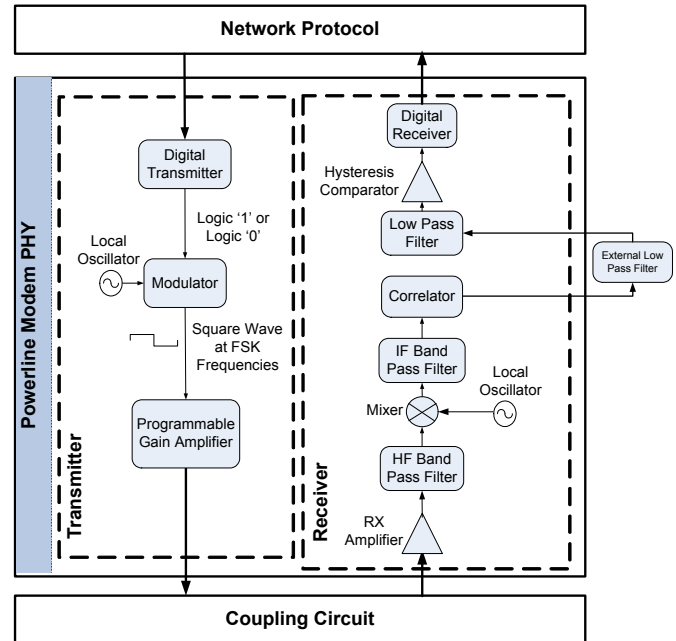 Network Protocol
Powerline Modem PHY
Transmitter
Digital
Transmitter
Logic ‘1’ or
Logic ‘0’
Local
Oscillator
Modulator
Square Wave
at FSK
Frequencies
Programmable
Gain Amplifier
Receiver
Digital
Receiver
Hysteresis
Comparator
Low Pass
Filter
External Low
Pass Filter
Correlator
IF Band
Pass Filter
Local
Oscillator
Mixer
HF Band
Pass Filter
RX
Amplifier
Coupling Circuit